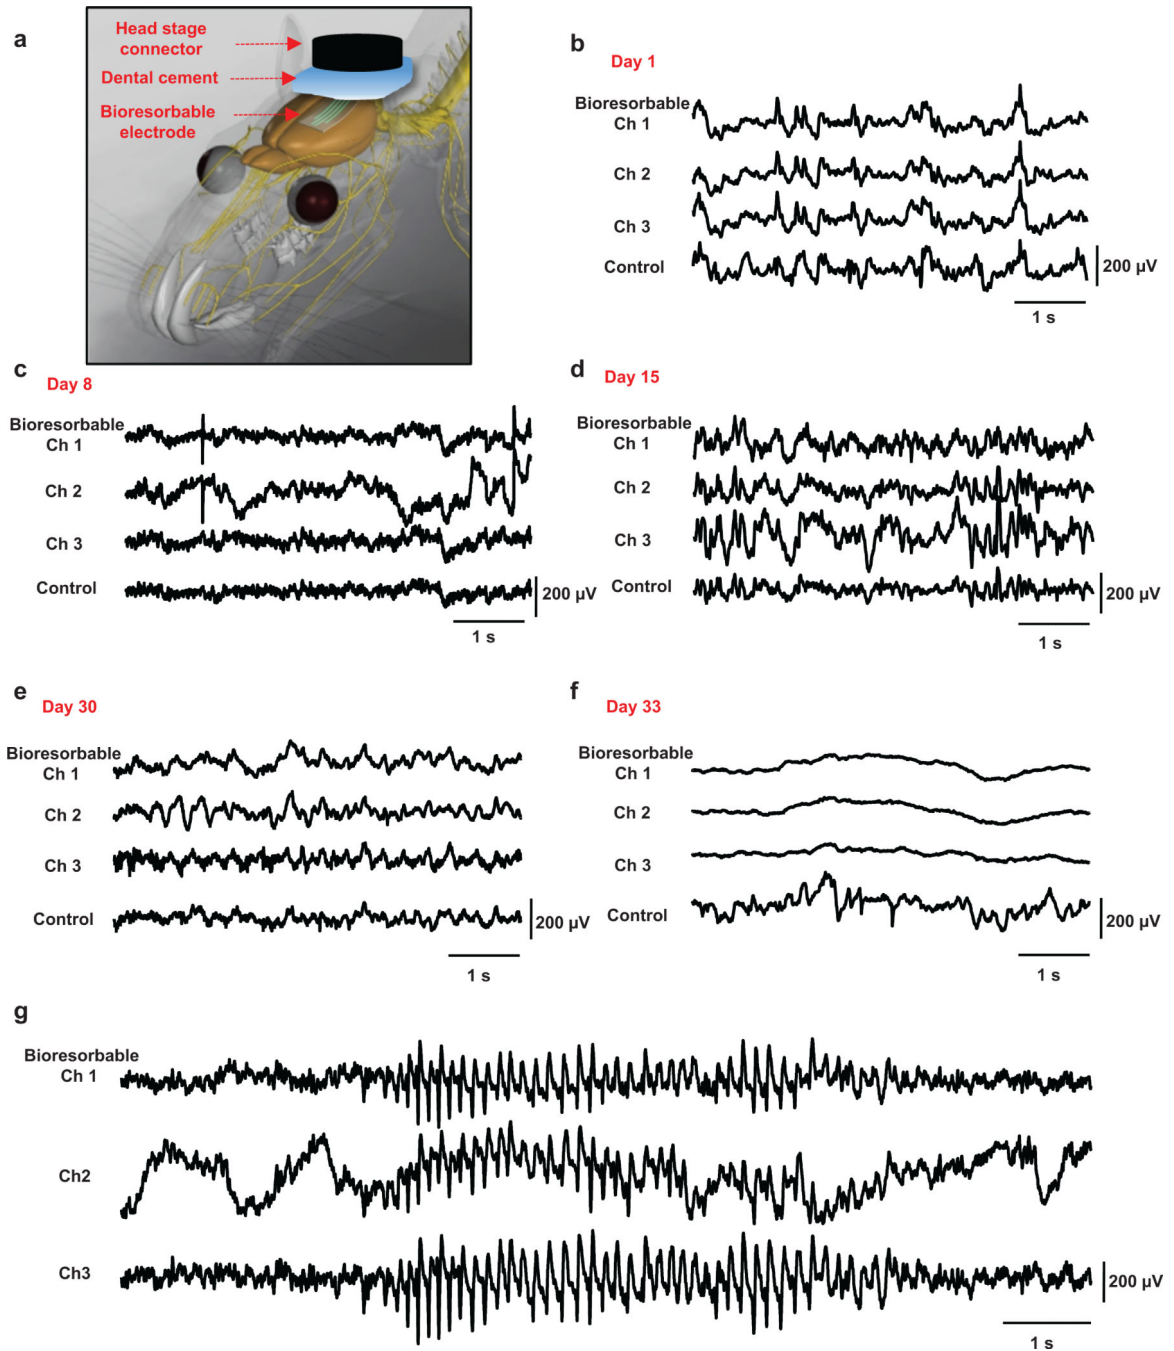 a
Head stage
connector
Dental cement
Bioresorbable
electrode
b
Day 1
Bioresorbable
Ch 1
Ch 2
Ch 3
Control
200 µV
1 s
c
Day 8
Bioresorbable
Ch 1
Ch 2
Ch 3
Control
200 µV
1 s
d
Day 15
Bioresorbable
Ch 1
Ch 2
Ch 3
Control
200 µV
1 s
e
Day 30
Bioresorbable
Ch 1
Ch 2
Ch 3
Control
200 µV
1 s
f
Day 33
Bioresorbable
Ch 1
Ch 2
Ch 3
Control
200 µV
1 s
g
Bioresorbable
Ch 1
Ch2
Ch3
200 µV
1 s